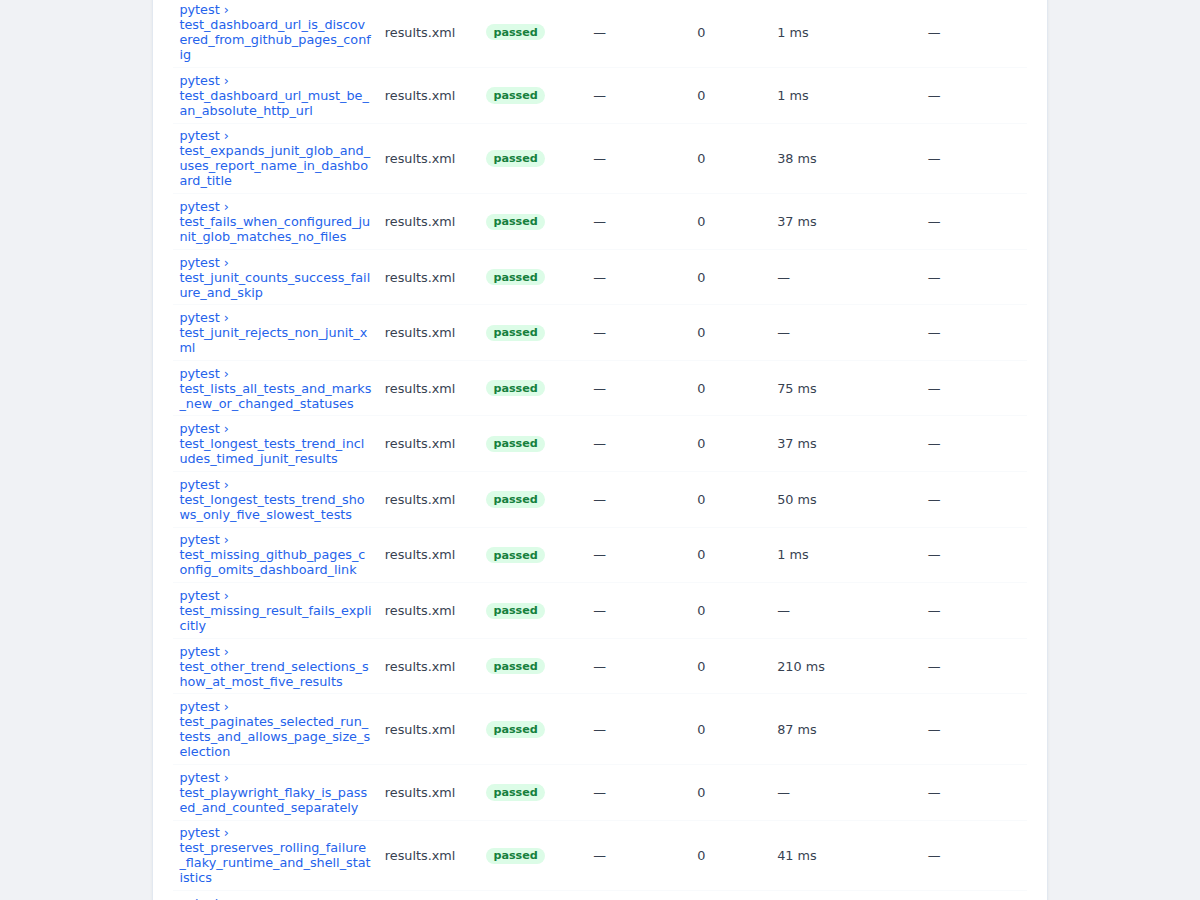 pytest ›
test_dashboard_url_is_discov
ered_from_github_pages_conf
ig
results.xml passed — 0 1 ms —
pytest ›
test_dashboard_url_must_be_
an_absolute_http_url
results.xml passed — 0 1 ms —
pytest ›
test_expands_junit_glob_and_
uses_report_name_in_dashbo
ard_title
results.xml passed — 0 38 ms —
pytest ›
test_fails_when_configured_ju
nit_glob_matches_no_files
results.xml passed — 0 37 ms —
pytest ›
test_junit_counts_success_fail
ure_and_skip
results.xml passed — 0 — —
pytest ›
test_junit_rejects_non_junit_x
ml
results.xml passed — 0 — —
pytest ›
test_lists_all_tests_and_marks
_new_or_changed_statuses
results.xml passed — 0 75 ms —
pytest ›
test_longest_tests_trend_incl
udes_timed_junit_results
results.xml passed — 0 37 ms —
pytest ›
test_longest_tests_trend_sho
ws_only_five_slowest_tests
results.xml passed — 0 50 ms —
pytest ›
test_missing_github_pages_c
onfig_omits_dashboard_link
results.xml passed — 0 1 ms —
pytest ›
test_missing_result_fails_expli
citly
results.xml passed — 0 — —
pytest ›
test_other_trend_selections_s
how_at_most_five_results
results.xml passed — 0 210 ms —
pytest ›
test_paginates_selected_run_
tests_and_allows_page_size_s
election
results.xml passed — 0 87 ms —
pytest ›
test_playwright_flaky_is_pass
ed_and_counted_separately
results.xml passed — 0 — —
pytest ›
test_preserves_rolling_failure
_flaky_runtime_and_shell_stat
istics
results.xml passed — 0 41 ms —